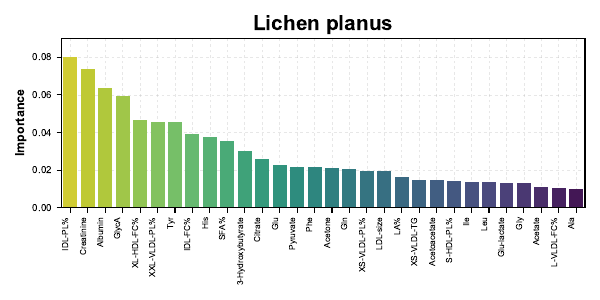 Lichen planus
Importance
0.08
0.06
0.04
0.02
0.00
IDL-PL%
Creatinine
Albumin
GlycA
XL-HDL-FC%
XXL-VLDL-PL%
Tyr
IDL-FC%
His
SFA%
3-Hydroxybutyrate
Citrate
Glu
Pyruvate
Phe
Acetone
Gln
XS-VLDL-PL%
LDL-size
LA%
XS-VLDL-TG
Acetoacetate
S-HDL-PL%
Ile
Leu
Glu-lactate
Gly
Acetate
L-VLDL-FC%
Ala